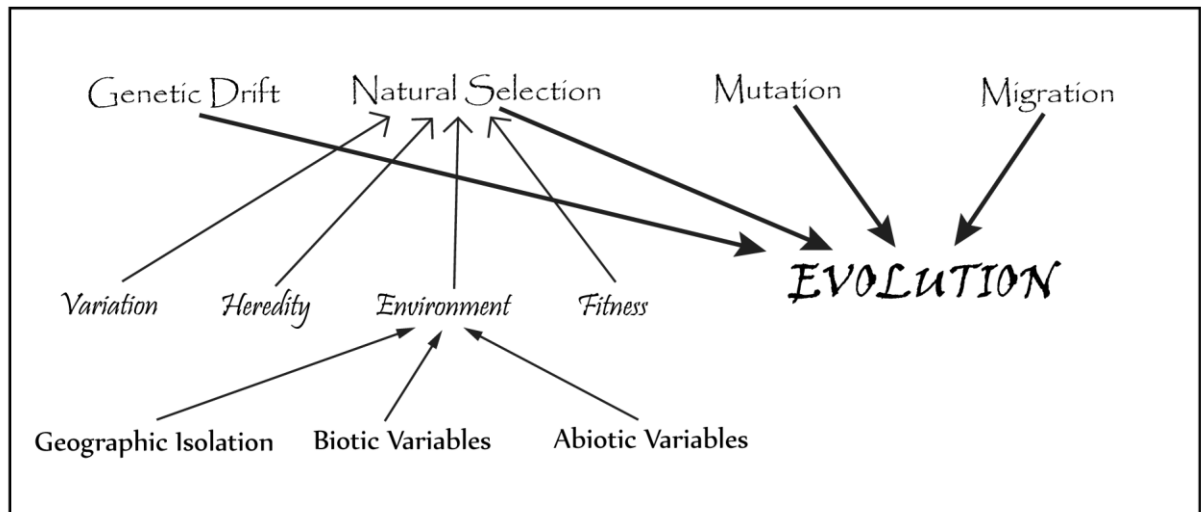 Genetic Drift Natural Selection Mutation Migration
EVOLUTION
Variation Heredity Environment Fitness
Geographic Isolation Biotic Variables Abiotic Variables